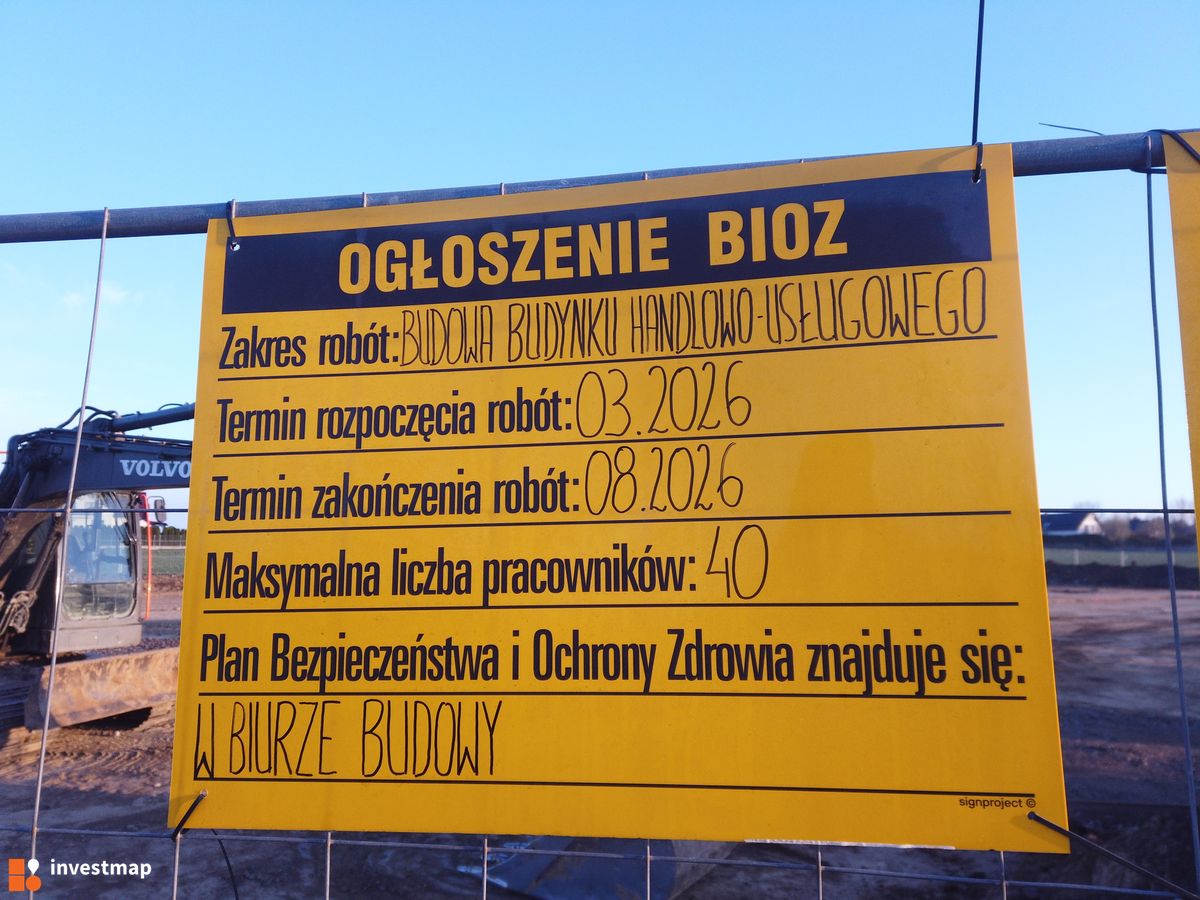 OGŁOSZENIE BIOZ
Zakres robót: BUDOWA BUDYNKU HANDLOWO-USŁUGOWEGO
Termin rozpoczęcia robót: 03.2026
Termin zakończenia robót: 08.2026
Maksymalna liczba pracowników: 40
Plan Bezpieczeństwa i Ochrony Zdrowia znajduje się:
W BIURZE BUDOWY
signproject ©
VOLVO
investmap